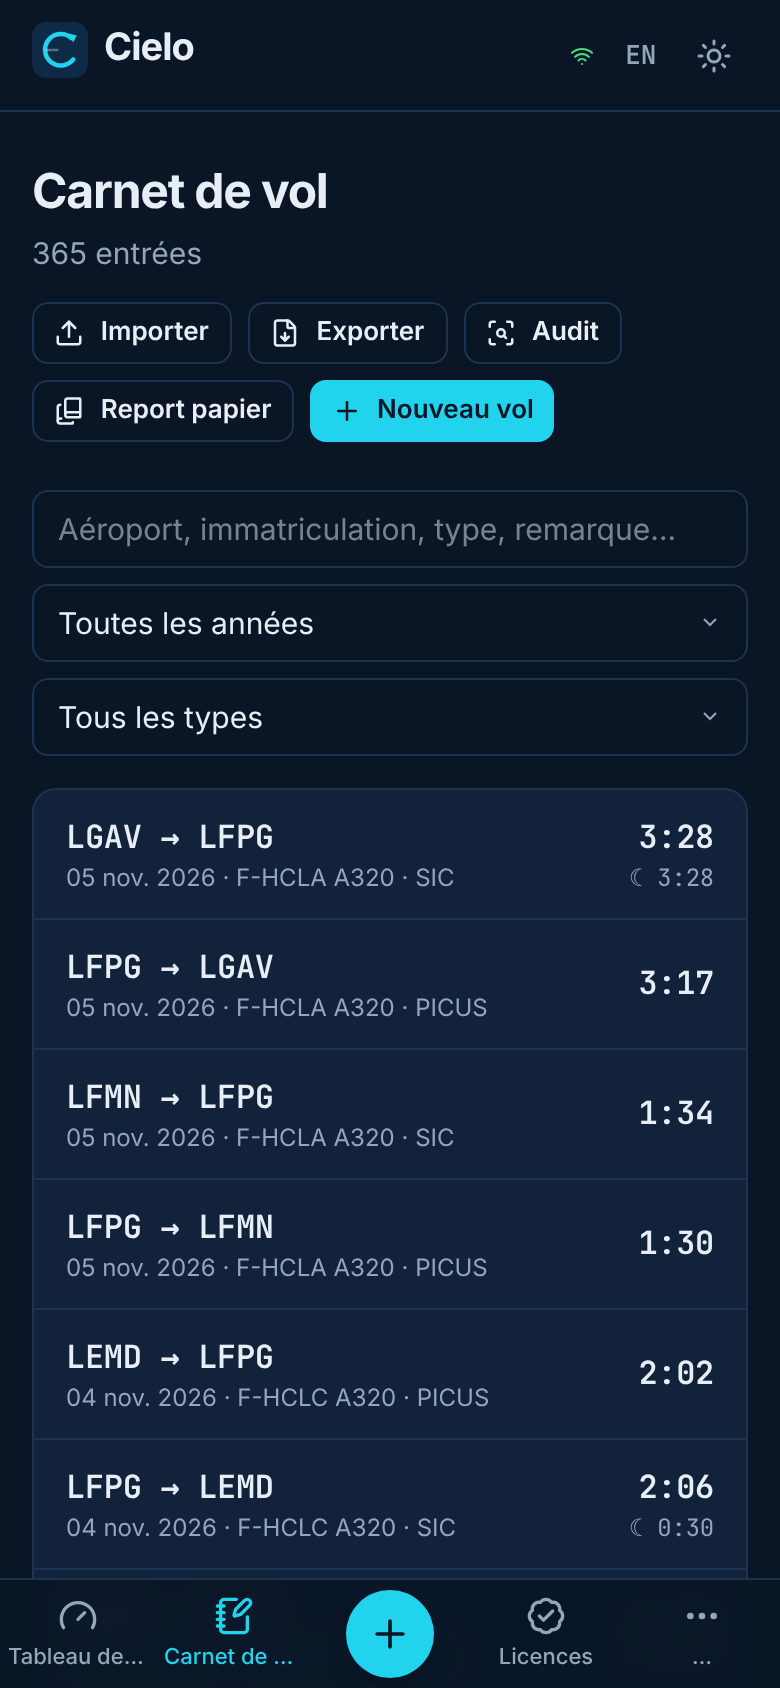 Cielo
EN
Carnet de vol
365 entrées
Importer
Exporter
Audit
Report papier
Nouveau vol
Aéroport, immatriculation, type, remarque...
Toutes les années
Tous les types
LGAV → LFPG
3:28
05 nov. 2026 · F-HCLA A320 · SIC
☾ 3:28
LFPG → LGAV
05 nov. 2026 · F-HCLA A320 · PICUS
3:17
LFMN → LFPG
05 nov. 2026 · F-HCLA A320 · SIC
1:34
LFPG → LFMN
05 nov. 2026 · F-HCLA A320 · PICUS
1:30
LEMD → LFPG
04 nov. 2026 · F-HCLC A320 · PICUS
2:02
LFPG → LEMD
2:06
04 nov. 2026 · F-HCLC A320 · SIC
☾ 0:30
Tableau de...
Carnet de ...
Licences
...